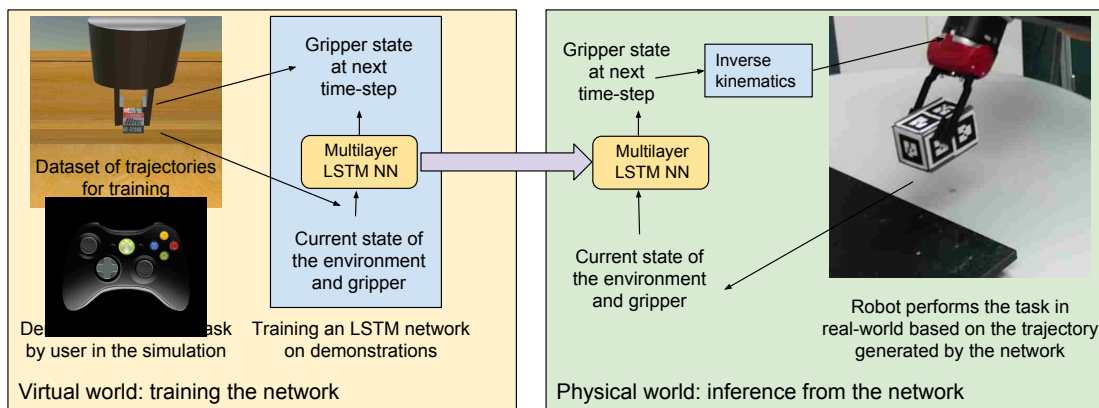 Dataset of trajectories
for training
by user in the simulation
Gripper state
at next
time-step
Multilayer
LSTM NN
Current state of
the environment
and gripper
Training an LSTM network
on demonstrations
Virtual world: training the network
Gripper state
at next
time-step
Inverse
kinematics
Multilayer
LSTM NN
Current state of
the environment
and gripper
Robot performs the task in
real-world based on the trajectory
generated by the network
Physical world: inference from the network